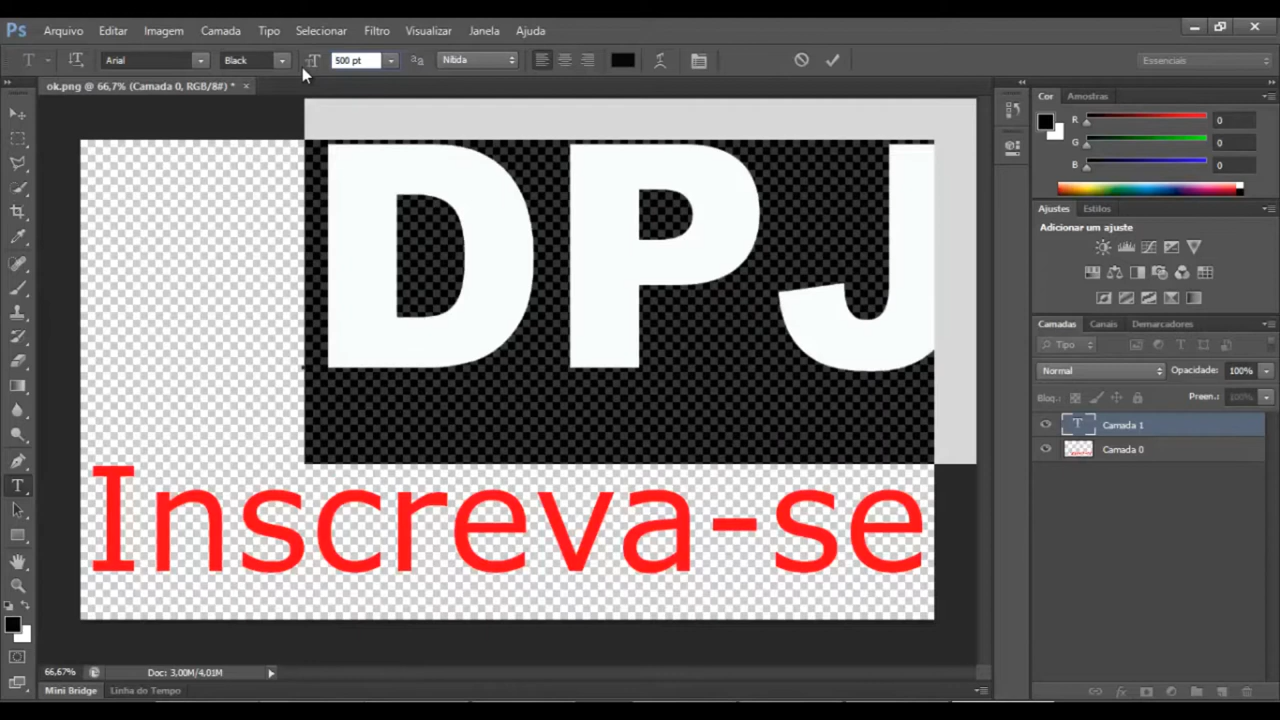 Ps Arquivo Editar Imagem Camada Tipo Selecionar Filtro Visualizar Janela Ajuda
T Arial Black 500 pt Nítida Essenciais
ok.png @ 66,7% (Camada 0, RGB/8#) * ×
Cor Amostras
R 0
G 0
B 0
DPJ
Ajustes Estilos
Adicionar um ajuste
Camadas Canais Demarcadores
Tipo
Normal Opacidade: 100%
Bloq.: Preen.: 100%
T Camada 1
Camada 0
Inscreva-se
66,67% Doc: 3,00M/4,01M
Mini Bridge Linha do Tempo